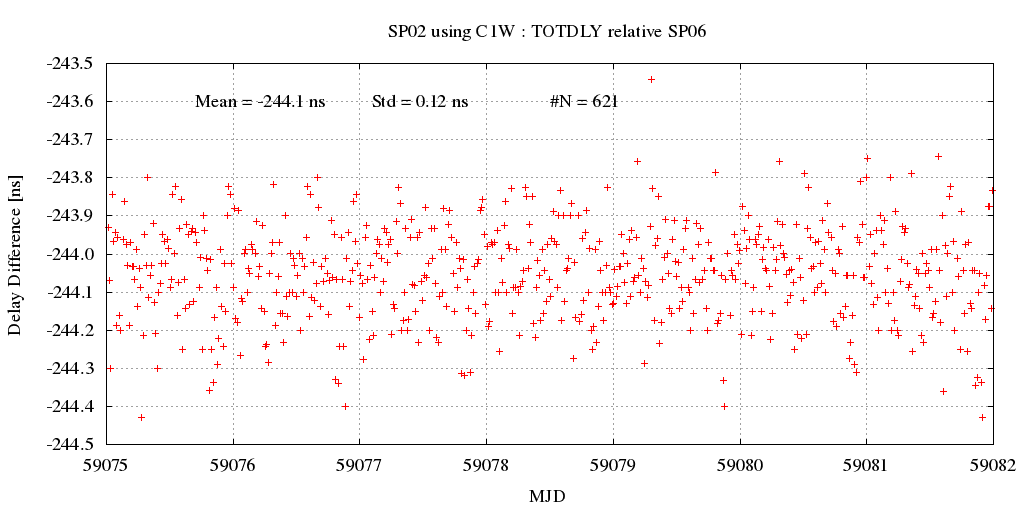 SP02 using C1W : TOTDLY relative SP06
Mean = -244.1 ns Std = 0.12 ns #N = 621
Delay Difference [ns]
-243.5
-243.6
-243.7
-243.8
-243.9
-244.0
-244.1
-244.2
-244.3
-244.4
-244.5
59075 59076 59077 59078 59079 59080 59081 59082
MJD